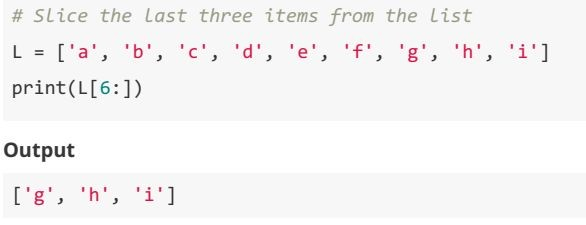 # Slice the last three items from the list
L = ['a', 'b', 'c', 'd', 'e', 'f', 'g', 'h', 'i']
print(L[6:])
Output
['g', 'h', 'i']